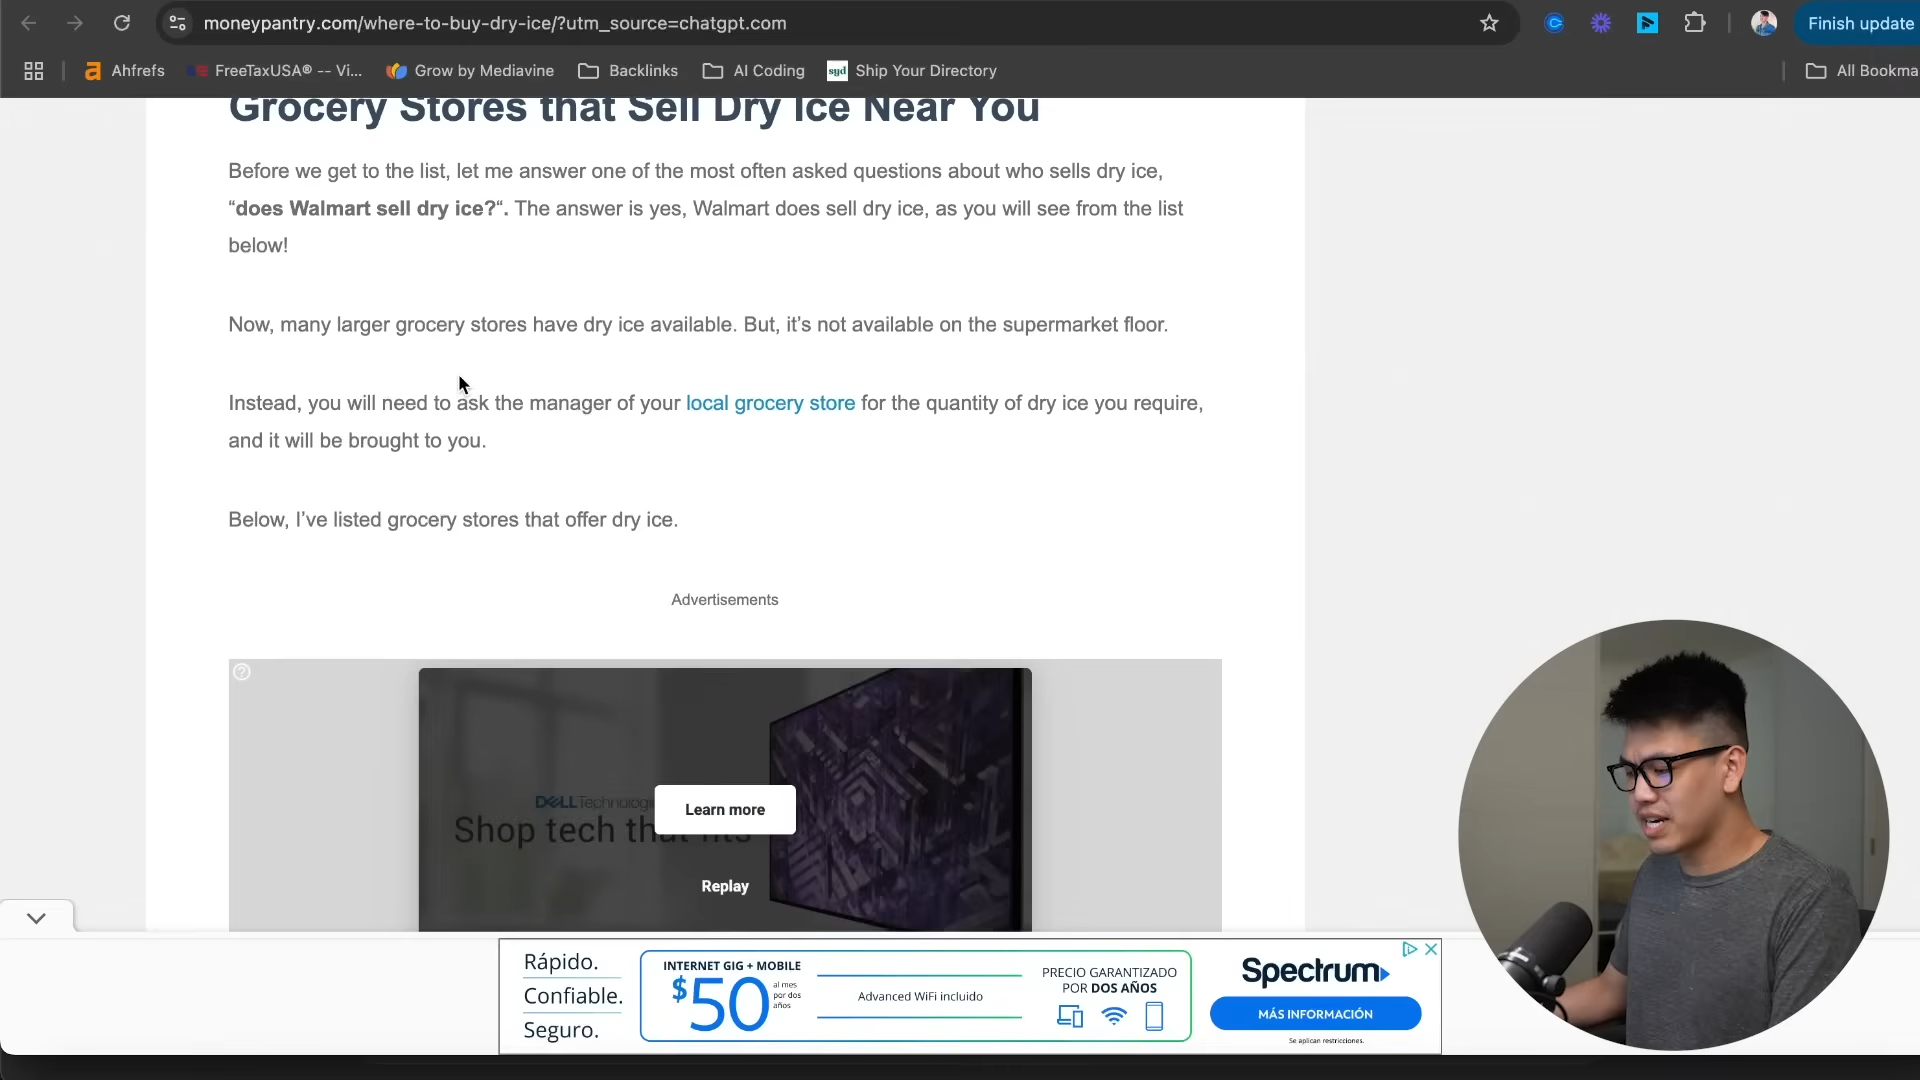 moneypantry.com/where-to-buy-dry-ice/?utm_source=chatgpt.com
Finish update
Ahfrefs
FreeTaxUSA® -- Vi...
Grow by Mediavine
Backlinks
AI Coding
syd
Ship Your Directory
All Bookma
Grocery Stores that Sell Dry Ice Near You
Before we get to the list, let me answer one of the most often asked questions about who sells dry ice,
“does Walmart sell dry ice?“. The answer is yes, Walmart does sell dry ice, as you will see from the list
below!
Now, many larger grocery stores have dry ice available. But, it’s not available on the supermarket floor.
Instead, you will need to ask the manager of your local grocery store for the quantity of dry ice you require,
and it will be brought to you.
Below, I’ve listed grocery stores that offer dry ice.
Advertisements
DELLTechnologi
Shop tech that fits
Learn more
Replay
Rápido.
Confiable.
Seguro.
INTERNET GIG + MOBILE
$50
al mes
por dos
años
Advanced WiFi incluido
PRECIO GARANTIZADO
POR DOS AÑOS
Spectrum
MÁS INFORMACIÓN
Se aplican restricciones.